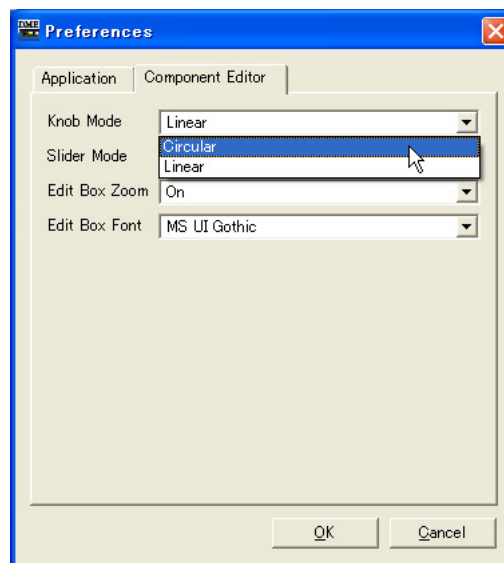 Preferences
Application Component Editor
Knob Mode Linear
Circular
Slider Mode
Linear
Edit Box Zoom On
Edit Box Font MS UI Gothic
OK Cancel